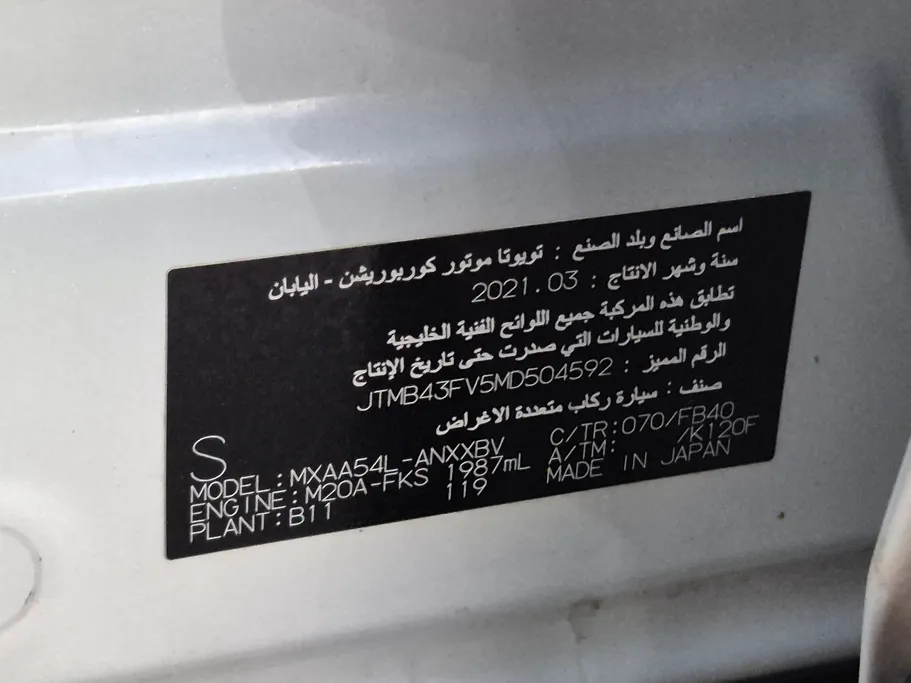 اسم الصانع وبلد الصنع : تويوتا موتور كوربوريشن - اليابان
سنة وشهر الانتاج : 2021.03
تطابق هذه المركبة جميع اللوائح الفنية الخليجية
والوطنية للسيارات التي صدرت حتى تاريخ الإنتاج
الرقم المميز : JTMB43FV5MD504592
صنف : سيارة ركاب متعددة الاغراض
S
MODEL:MXAA54L-ANXXBV C/TR:070/FB40
ENGINE:M20A-FKS 1987mL A/TM: /K120F
PLANT:B11 119 MADE IN JAPAN